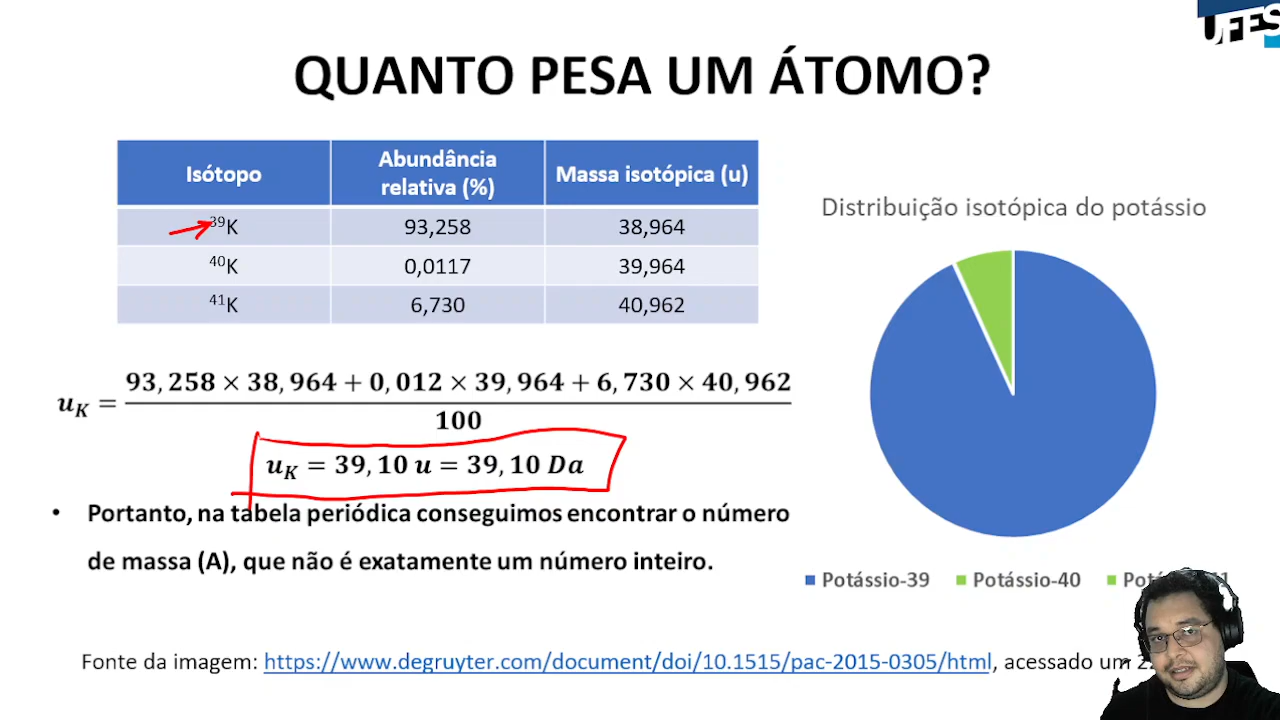 UFES
QUANTO PESA UM ÁTOMO?
Isótopo
Abundância
relativa (%)
Massa isotópica (u)
³⁹K 93,258 38,964
⁴⁰K 0,0117 39,964
⁴¹K 6,730 40,962
Distribuição isotópica do potássio
93,258 × 38,964 + 0,012 × 39,964 + 6,730 × 40,962
u_K =
100
u_K = 39,10 u = 39,10 Da
• Portanto, na tabela periódica conseguimos encontrar o número
de massa (A), que não é exatamente um número inteiro.
Potássio-39 Potássio-40
Fonte da imagem: https://www.degruyter.com/document/doi/10.1515/pac-2015-0305/html, acessado um